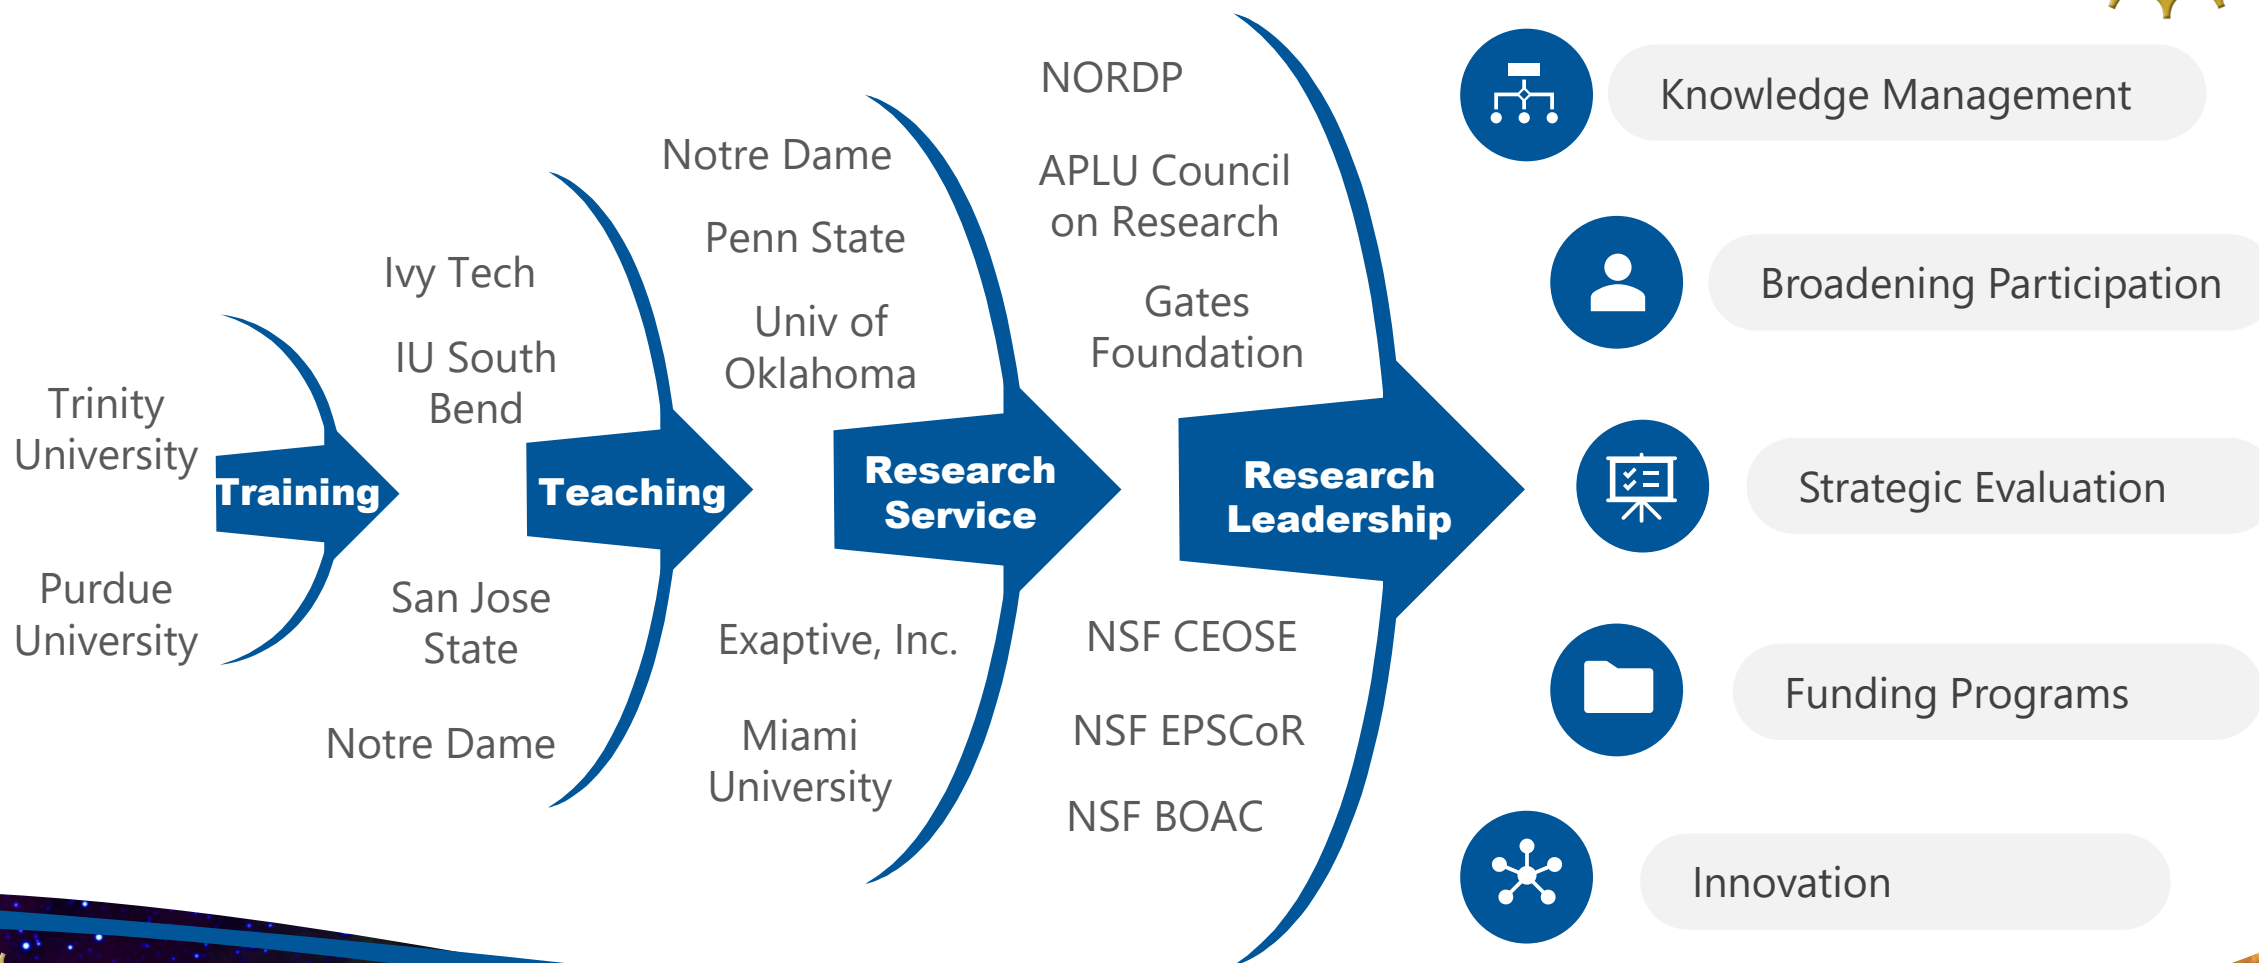 Trinity
University
Purdue
University
Training
Ivy Tech
IU South
Bend
San Jose
State
Notre Dame
Teaching
Notre Dame
Penn State
Univ of
Oklahoma
Exaptive, Inc.
Miami
University
Research
Service
NORDP
APLU Council
on Research
Gates
Foundation
NSF CEOSE
NSF EPSCoR
NSF BOAC
Research
Leadership
Knowledge Management
Broadening Participation
Strategic Evaluation
Funding Programs
Innovation